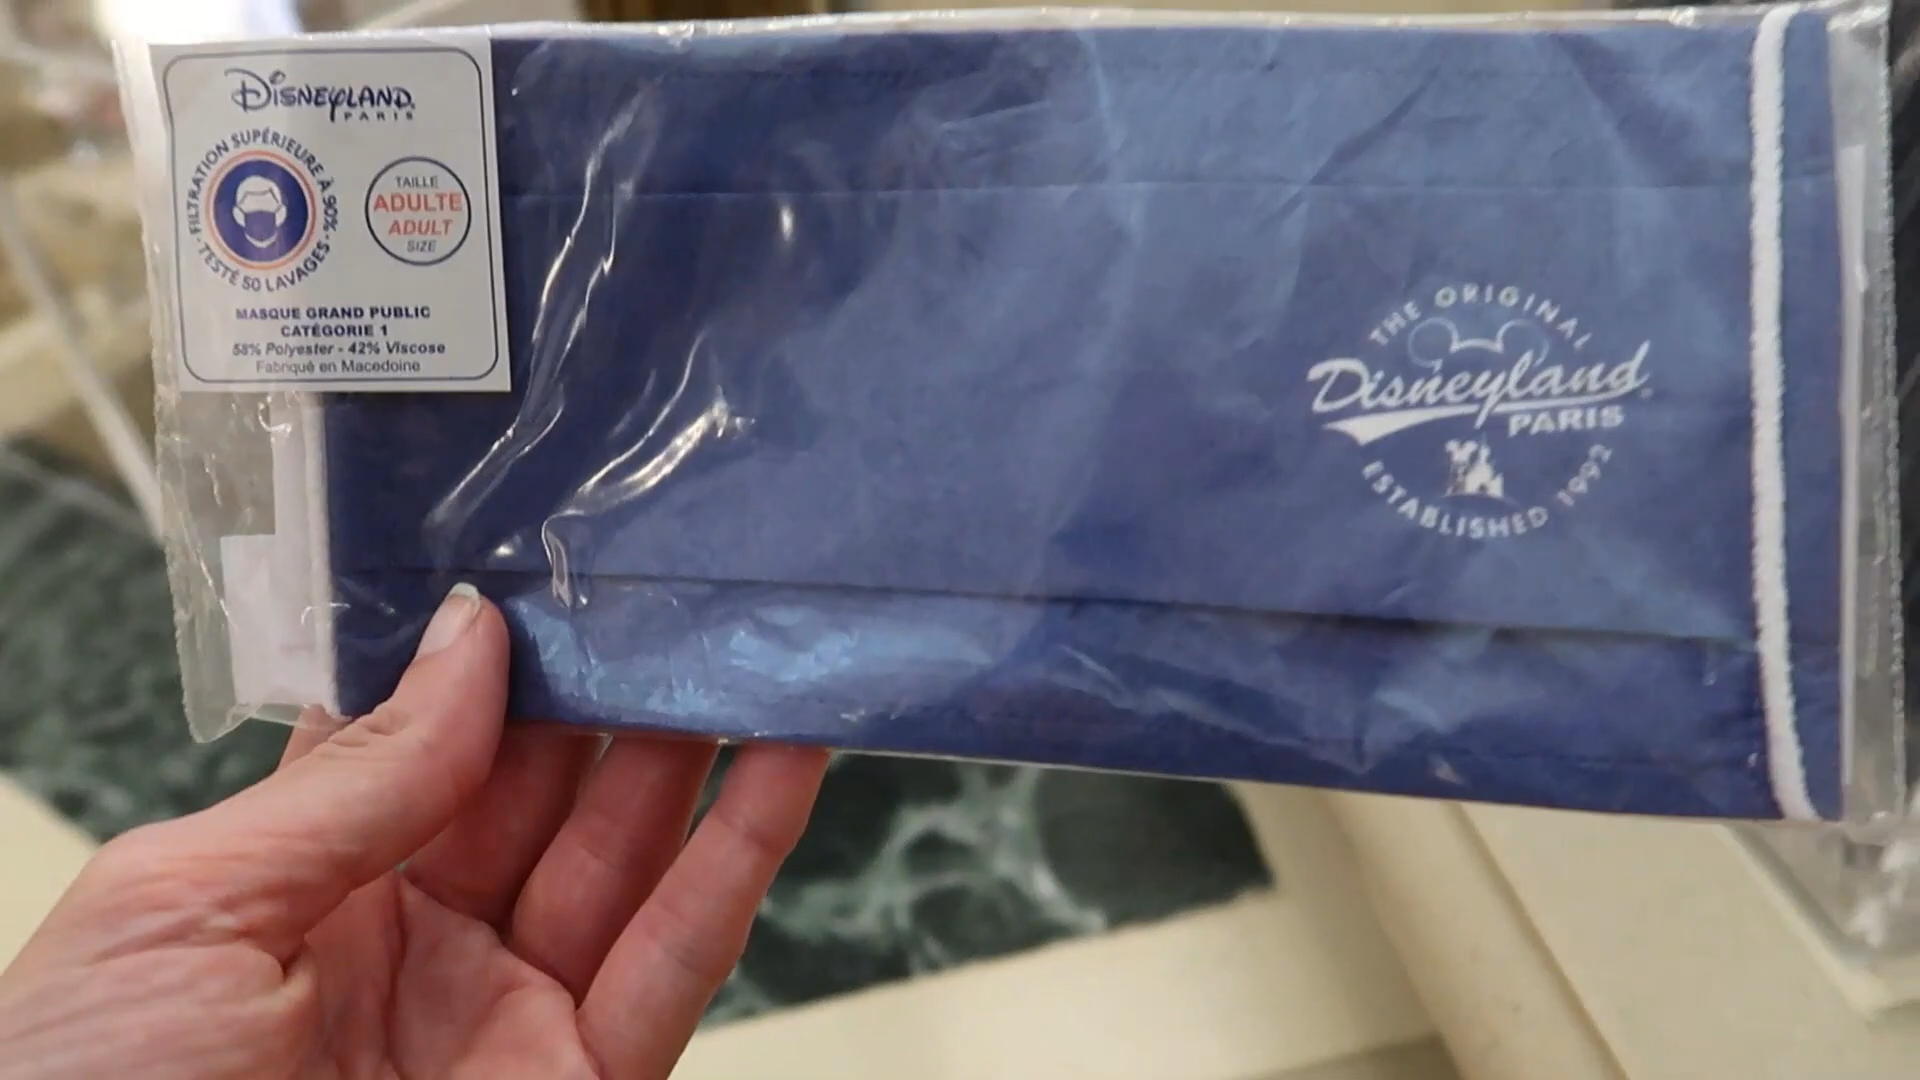 DISNEYLAND
PARIS
FILTRATION SUPÉRIEURE À 90% · TESTÉ 50 LAVAGES ·
TAILLE
ADULTE
ADULT
SIZE
MASQUE GRAND PUBLIC
CATÉGORIE 1
58% Polyester - 42% Viscose
Fabriqué en Macedoine
THE ORIGINAL
Disneyland
PARIS
ESTABLISHED 1992